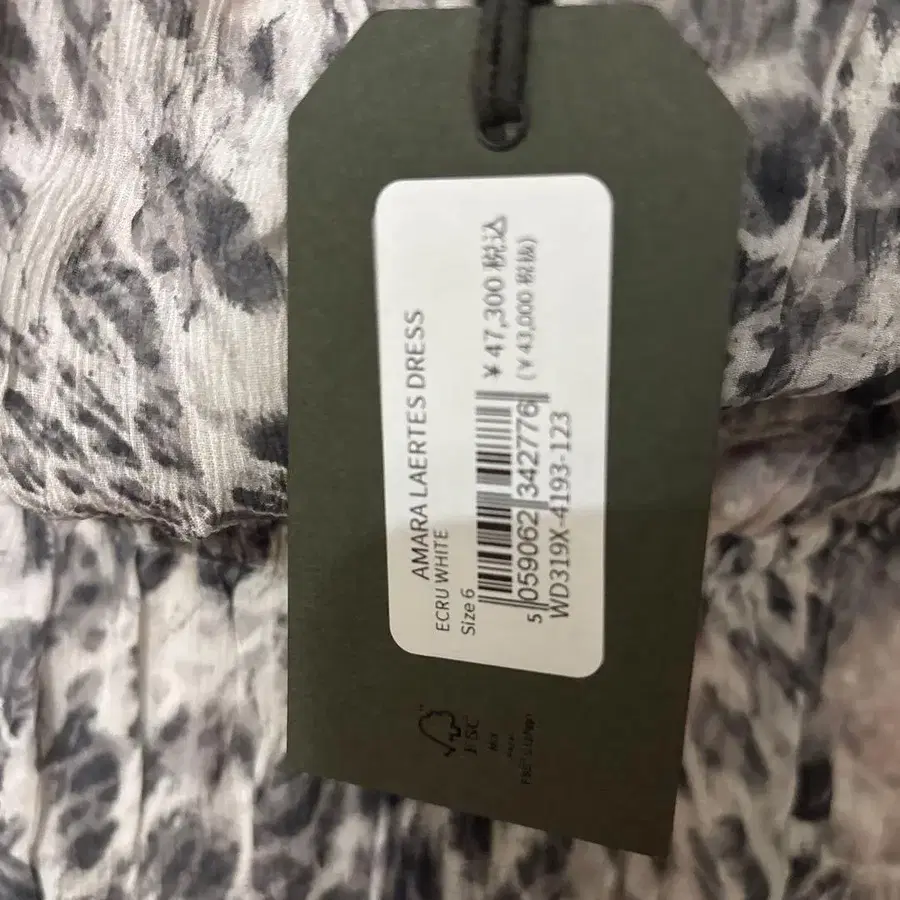 AMARA LAERTES DRESS
ECRU WHITE
Size 6
¥47,300 税込
(¥43,000 税抜)
5 059062 342776
WD319X-4193-123
FSC
MIX